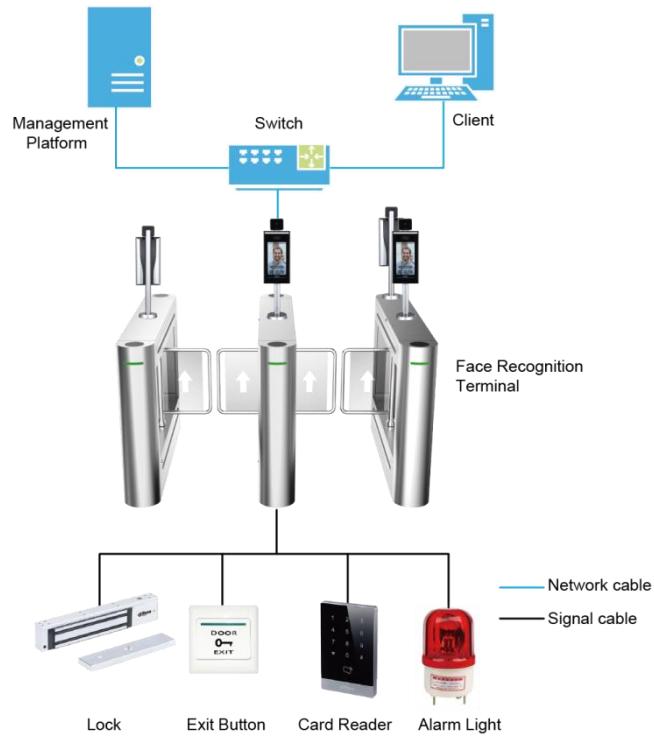 Management
Platform
Switch
Client
Face Recognition
Terminal
Network cable
Signal cable
DOOR
EXIT
Lock
Exit Button
Card Reader
Alarm Light